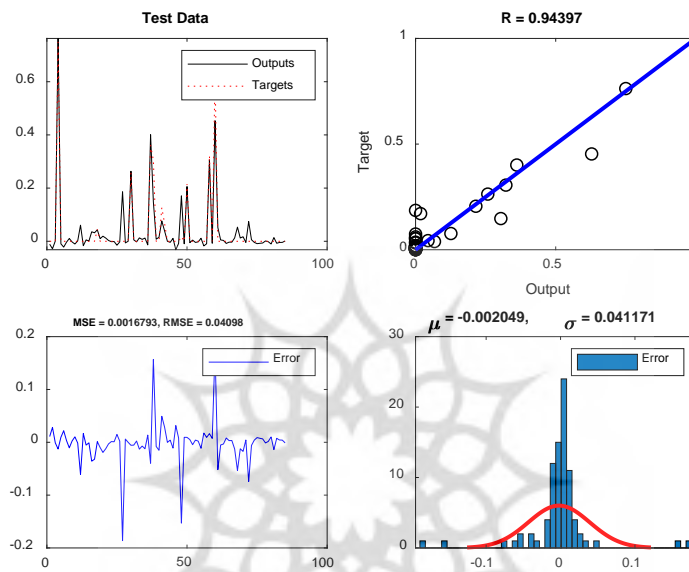 Test Data
0.6
0.4
0.2
0
0
50
100
Outputs
Targets
R = 0.94397
1
0.5
0
0
0.5
Target
Output
MSE = 0.0016793, RMSE = 0.04098
0.2
0.1
0
-0.1
-0.2
0
50
100
Error
μ = -0.002049, σ = 0.041171
30
20
10
0
-0.1
0
0.1
Error